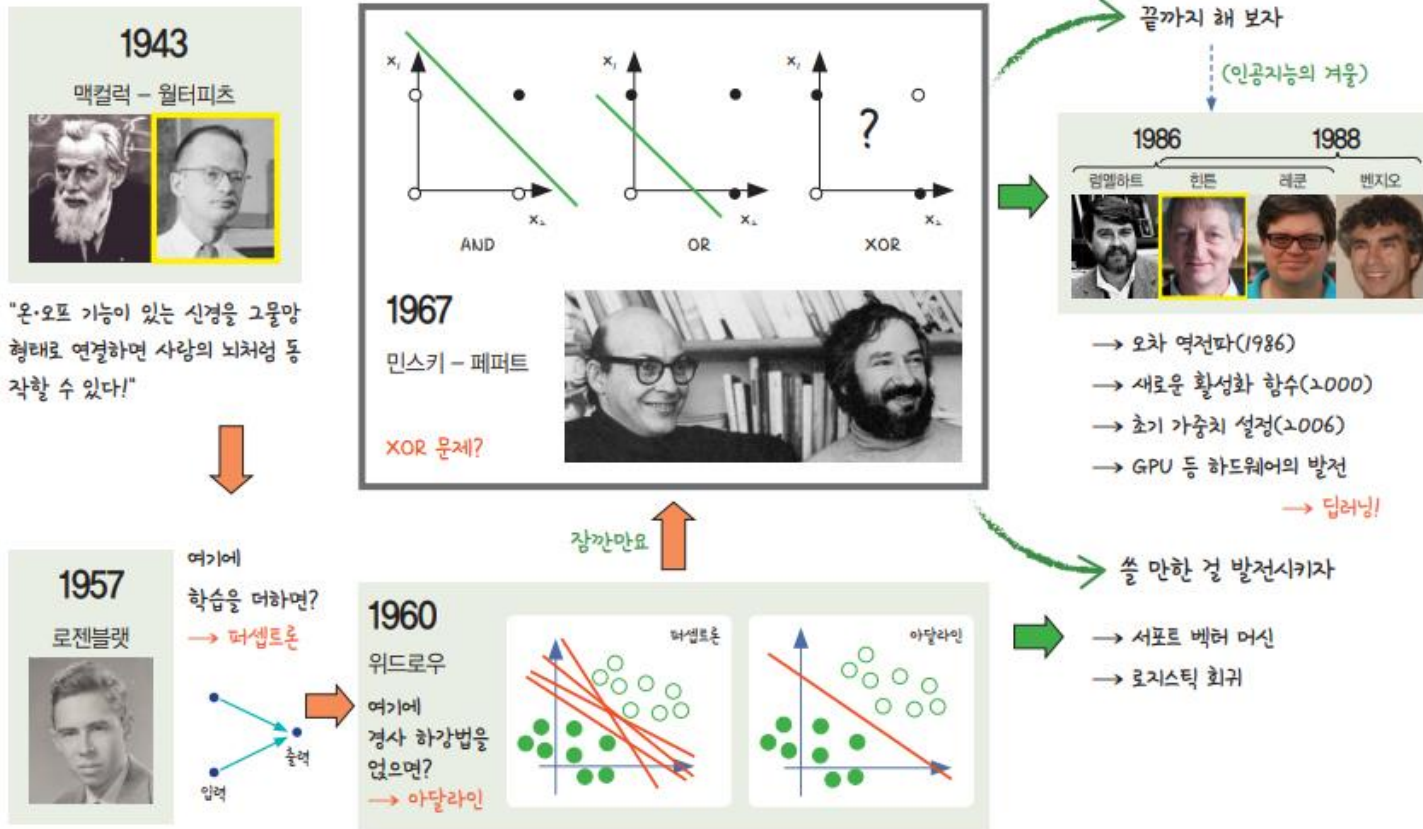 1943
맥컬럭 – 월터피츠
"온·오프 기능이 있는 신경을 그물망
형태로 연결하면 사람의 뇌처럼 동
작할 수 있다!"
1957
로젠블랫
여기에
학습을 더하면?
→ 퍼셉트론
입력
출력
1960
위드로우
여기에
경사 하강법을
얹으면?
→ 아달라인
퍼셉트론
아달라인
잠깐만요
x₁
x₂
AND
x₁
x₂
OR
x₁
?
x₂
XOR
1967
민스키 – 페퍼트
XOR 문제?
끝까지 해 보자
(인공지능의 겨울)
1986
1988
럼멜하트 힌튼 레쿤 벤지오
→ 오차 역전파(1986)
→ 새로운 활성화 함수(2000)
→ 초기 가중치 설정(2006)
→ GPU 등 하드웨어의 발전
→ 딥러닝!
쓸 만한 걸 발전시키자
→ 서포트 벡터 머신
→ 로지스틱 회귀